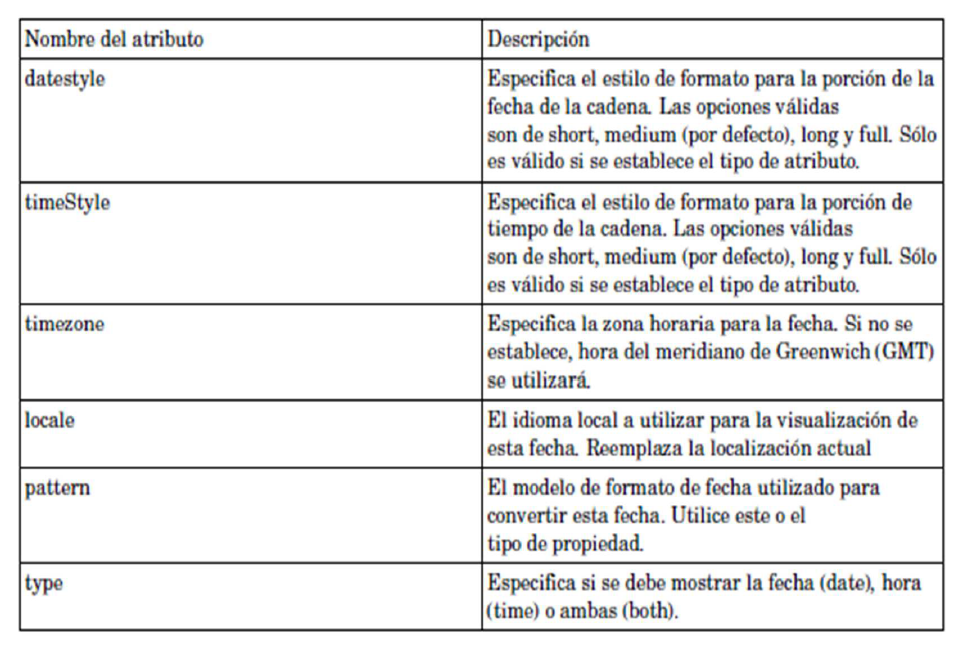 Nombre del atributo
Descripción
datestyle
Especifica el estilo de formato para la porción de la
fecha de la cadena. Las opciones válidas
son de short, medium (por defecto), long y full. Sólo
es válido si se establece el tipo de atributo.
timeStyle
Especifica el estilo de formato para la porción de
tiempo de la cadena. Las opciones válidas
son de short, medium (por defecto), long y full. Sólo
es válido si se establece el tipo de atributo.
timezone
Especifica la zona horaria para la fecha. Si no se
establece, hora del meridiano de Greenwich (GMT)
se utilizará.
locale
El idioma local a utilizar para la visualización de
esta fecha. Reemplaza la localización actual
pattern
El modelo de formato de fecha utilizado para
convertir esta fecha. Utilice este o el
tipo de propiedad.
type
Especifica si se debe mostrar la fecha (date), hora
(time) o ambas (both).